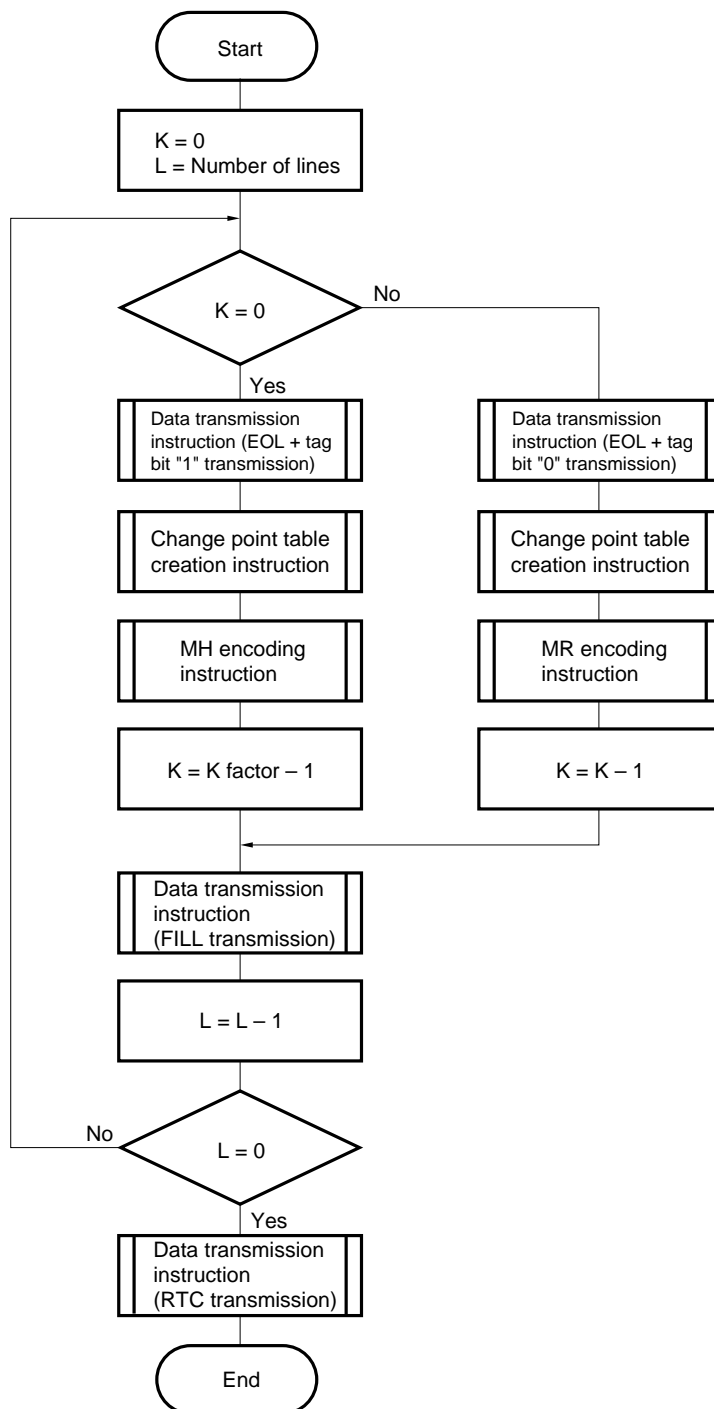 Start
K = 0
L = Number of lines
K = 0
No
Yes
Data transmission
instruction (EOL + tag
bit "1" transmission)
Data transmission
instruction (EOL + tag
bit "0" transmission)
Change point table
creation instruction
Change point table
creation instruction
MH encoding
instruction
MR encoding
instruction
K = K factor – 1
K = K – 1
Data transmission
instruction
(FILL transmission)
L = L – 1
No
L = 0
Yes
Data transmission
instruction
(RTC transmission)
End